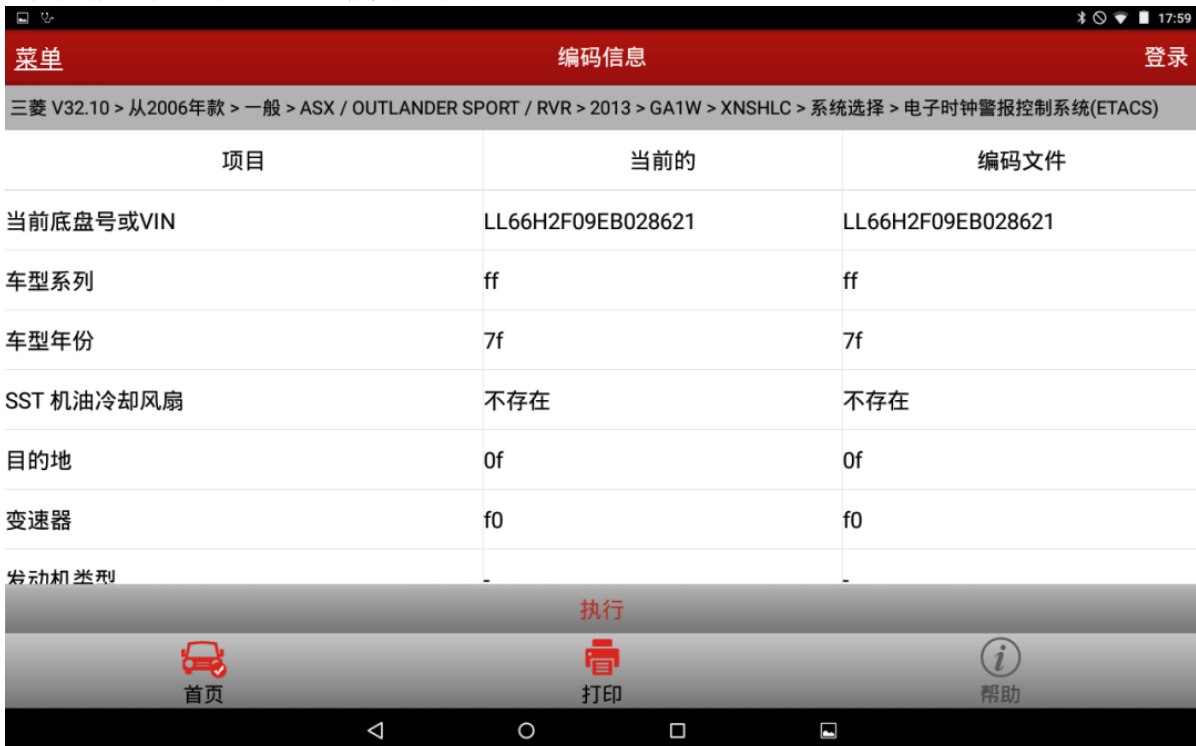 17:59
菜单 编码信息 登录
三菱 V32.10 > 从2006年款 > 一般 > ASX / OUTLANDER SPORT / RVR > 2013 > GA1W > XNSHLC > 系统选择 > 电子时钟警报控制系统(ETACS)
项目 当前的 编码文件
当前底盘号或VIN LL66H2F09EB028621 LL66H2F09EB028621
车型系列 ff ff
车型年份 7f 7f
SST 机油冷却风扇 不存在 不存在
目的地 0f 0f
变速器 f0 f0
发动机类型 - -
执行
首页 打印 帮助